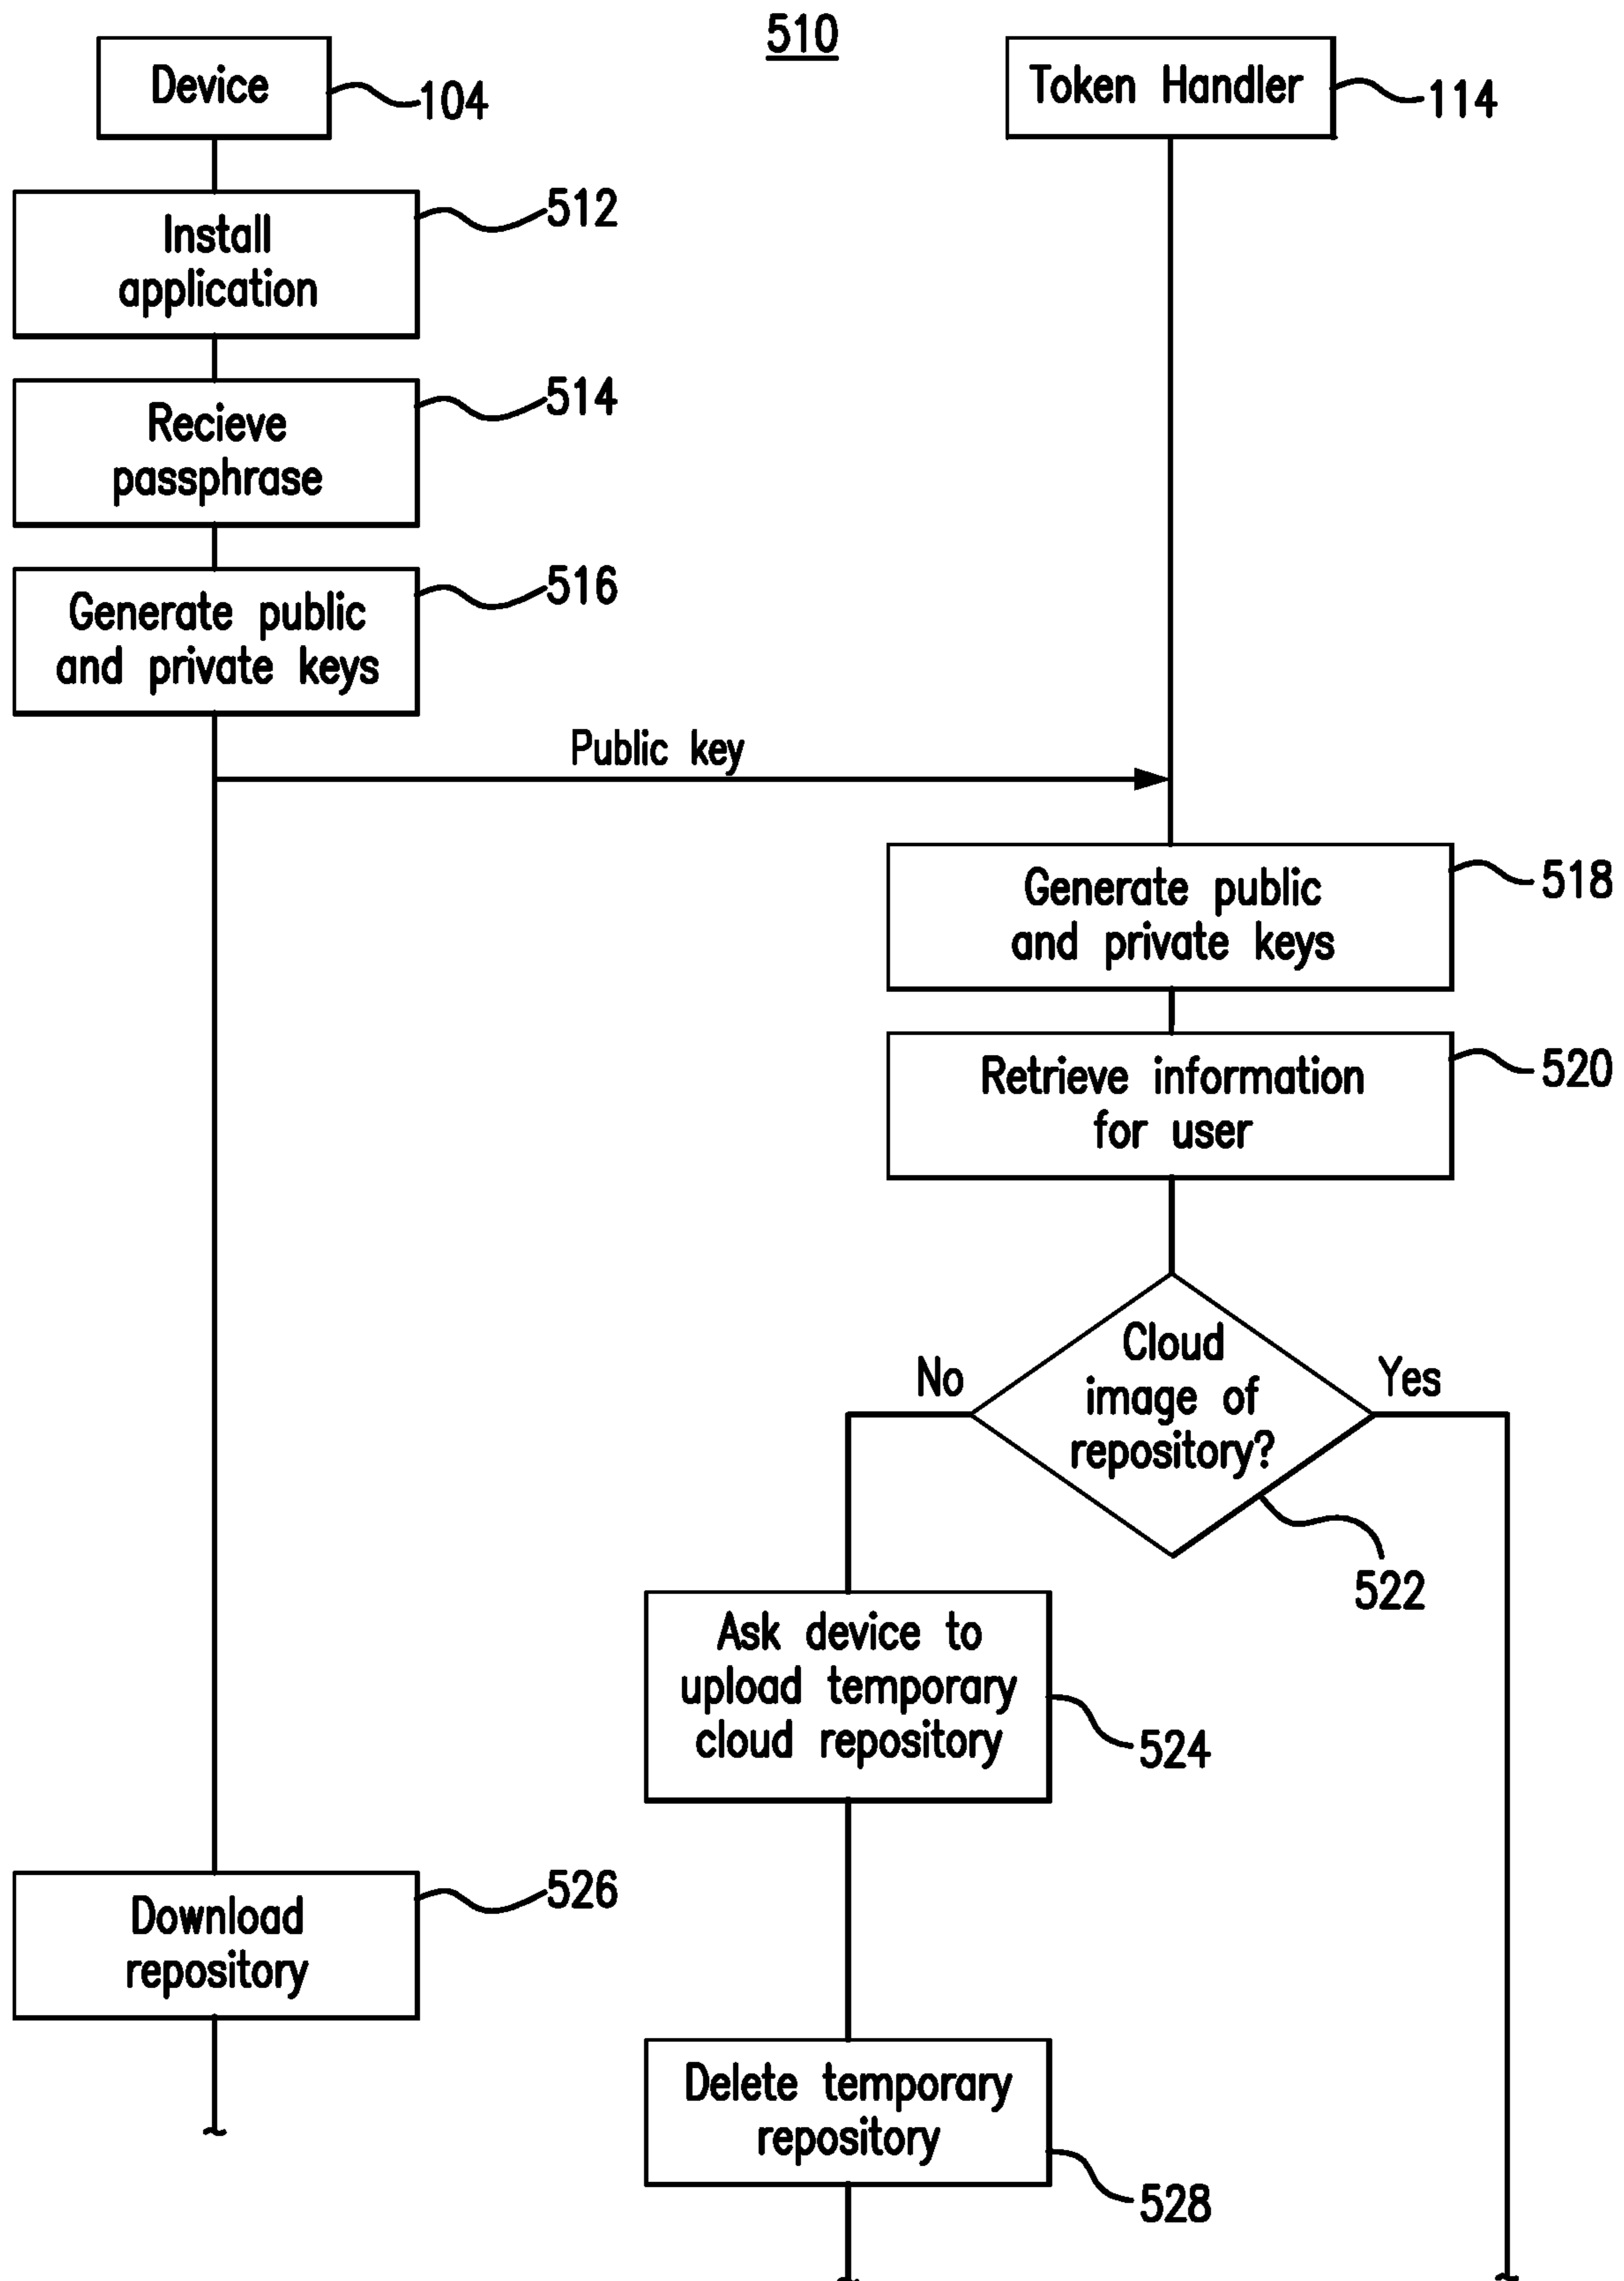 510
Device
104
Token Handler
114
Install
application
512
Recieve
passphrase
514
Generate public
and private keys
516
Public key
Generate public
and private keys
518
Retrieve information
for user
520
Cloud
image of
repository?
No
Yes
522
Ask device to
upload temporary
cloud repository
524
Download
repository
526
Delete temporary
repository
528